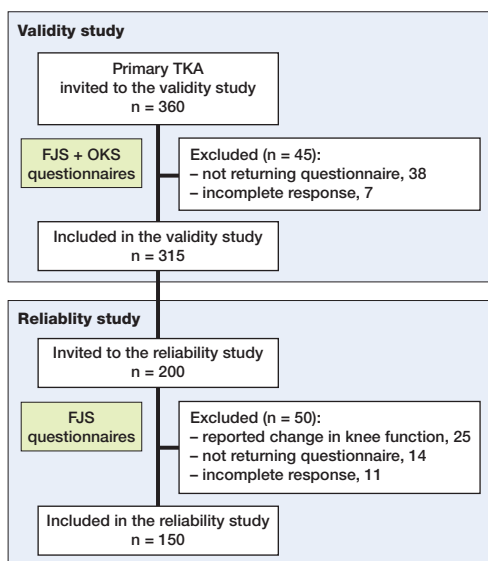 Validity study
Primary TKA
invited to the validity study
n = 360
FJS + OKS
questionnaires
Excluded (n = 45):
– not returning questionnaire, 38
– incomplete response, 7
Included in the validity study
n = 315
Reliablity study
Invited to the reliability study
n = 200
FJS
questionnaires
Excluded (n = 50):
– reported change in knee function, 25
– not returning questionnaire, 14
– incomplete response, 11
Included in the reliability study
n = 150